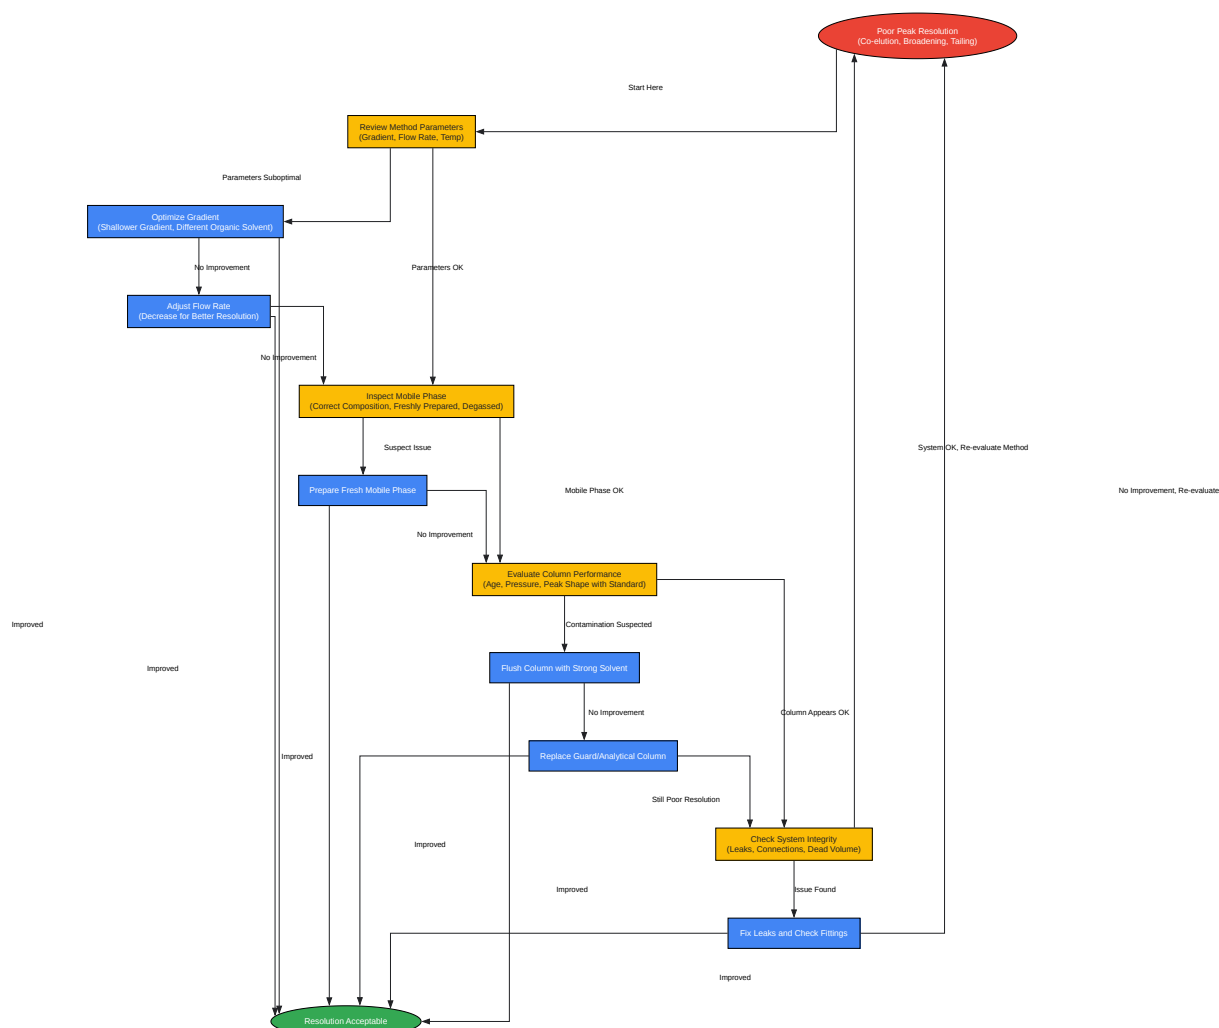 Poor Peak Resolution
(Co-elution, Broadening, Tailing)
Start Here
Review Method Parameters
(Gradient, Flow Rate, Temp)
Parameters Suboptimal
Optimize Gradient
(Shallower Gradient, Different Organic Solvent)
No Improvement
Parameters OK
Adjust Flow Rate
(Decrease for Better Resolution)
No Improvement
Inspect Mobile Phase
(Correct Composition, Freshly Prepared, Degassed)
Suspect Issue
System OK, Re-evaluate Method
Prepare Fresh Mobile Phase
Mobile Phase OK
No Improvement, Re-evaluate
No Improvement
Evaluate Column Performance
(Age, Pressure, Peak Shape with Standard)
Improved
Contamination Suspected
Improved
Flush Column with Strong Solvent
No Improvement
Column Appears OK
Improved
Replace Guard/Analytical Column
Still Poor Resolution
Improved
Check System Integrity
(Leaks, Connections, Dead Volume)
Improved
Issue Found
Fix Leaks and Check Fittings
Improved
Resolution Acceptable